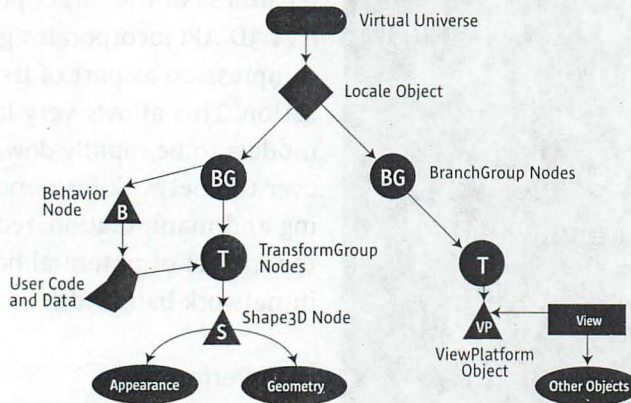 Virtual Universe
Locale Object
BG
BG
BranchGroup Nodes
Behavior
Node
B
T
TransformGroup
Nodes
T
User Code
and Data
S
Shape3D Node
VP
View
ViewPlatform
Object
Appearance
Geometry
Other Objects